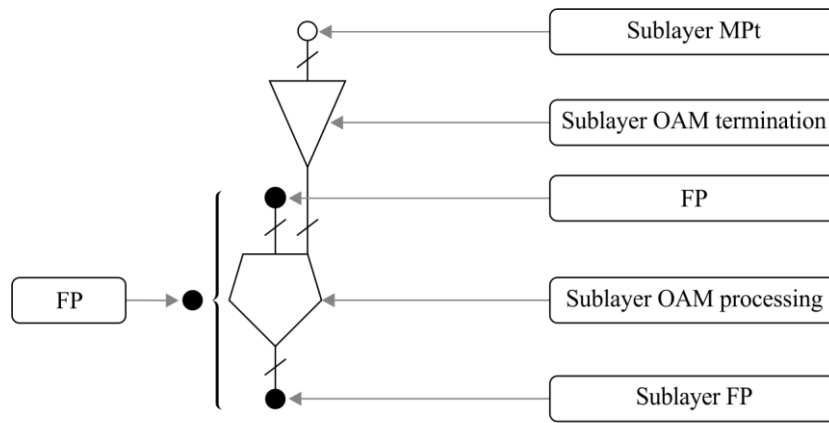 Sublayer MPt
Sublayer OAM termination
FP
FP
Sublayer OAM processing
Sublayer FP